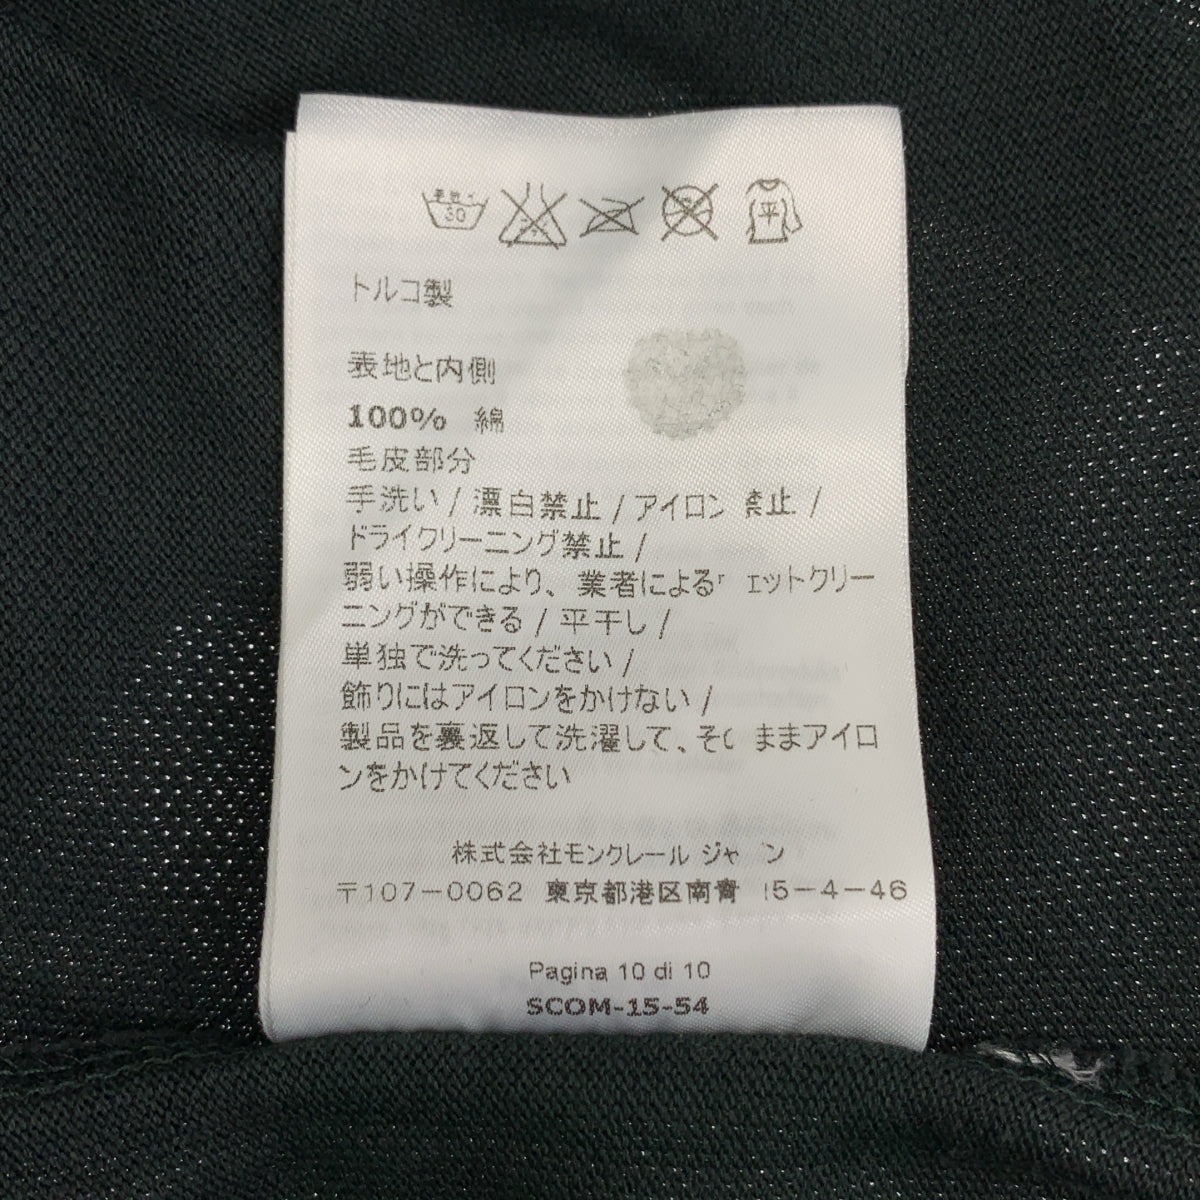 手洗イ
30
平
トルコ製
表地と内側
100% 綿
毛皮部分
手洗い / 漂白禁止 / アイロン 禁止 /
ドライクリーニング禁止 /
弱い操作により、業者による ェットクリー
ニングができる / 平干し /
単独で洗ってください /
飾りにはアイロンをかけない /
製品を裏返して洗濯して、その ままアイロ
ンをかけてください
株式会社モンクレール ジャ ン
〒107-0062 東京都港区南青 5-4-46
Pagina 10 di 10
SCOM-15-54